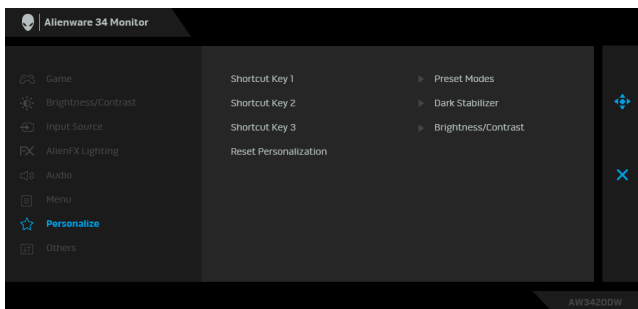 Alienware 34 Monitor
Game
Brightness/Contrast
Input Source
AlienFX Lighting
Audio
Menu
Personalize
Others
Shortcut Key 1 Preset Modes
Shortcut Key 2 Dark Stabilizer
Shortcut Key 3 Brightness/Contrast
Reset Personalization
AW3420DW